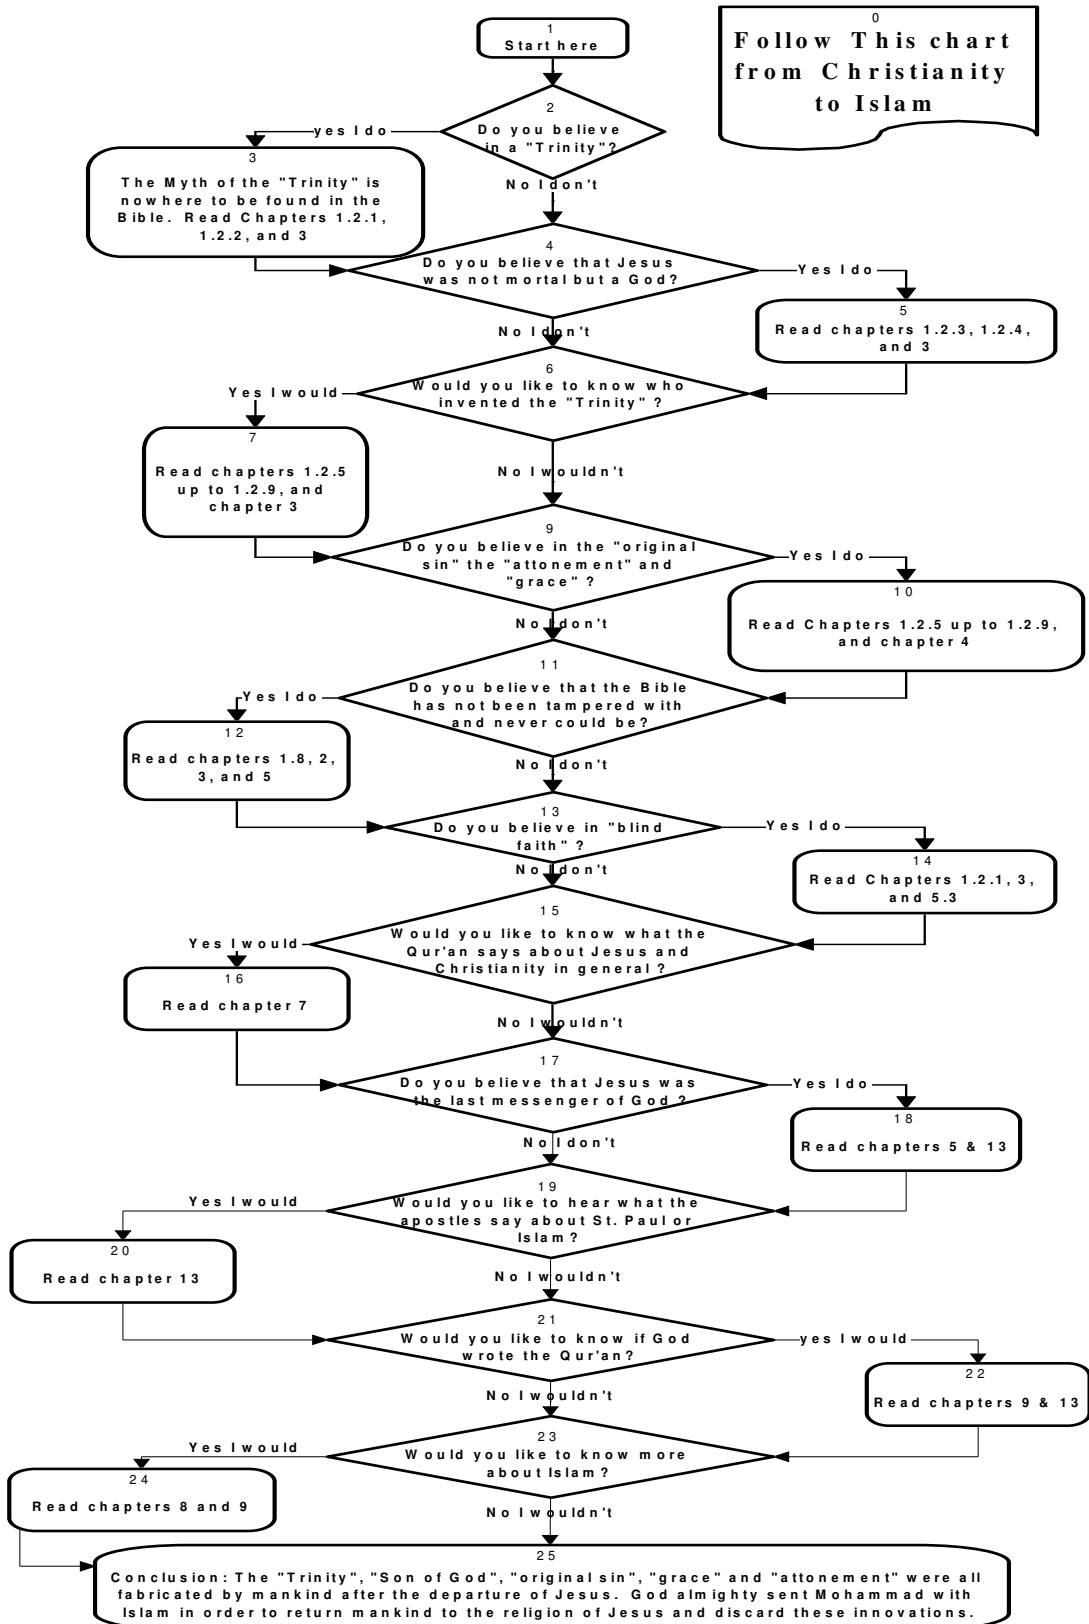 0
Follow This chart
from Christianity
to Islam
1
Start here
2
Do you believe
in a "Trinity"?
yes I do
No I don't
3
The Myth of the "Trinity" is
nowhere to be found in the
Bible. Read Chapters 1.2.1,
1.2.2, and 3
4
Do you believe that Jesus
was not mortal but a God?
Yes I do
No I don't
5
Read chapters 1.2.3, 1.2.4,
and 3
6
Would you like to know who
invented the "Trinity" ?
Yes I would
No I wouldn't
7
Read chapters 1.2.5
up to 1.2.9, and
chapter 3
9
Do you believe in the "original
sin" the "attonement" and
"grace" ?
Yes I do
No I don't
10
Read Chapters 1.2.5 up to 1.2.9,
and chapter 4
11
Do you believe that the Bible
has not been tampered with
and never could be?
Yes I do
No I don't
12
Read chapters 1.8, 2,
3, and 5
13
Do you believe in "blind
faith" ?
Yes I do
No I don't
14
Read Chapters 1.2.1, 3,
and 5.3
15
Would you like to know what the
Qur'an says about Jesus and
Christianity in general ?
Yes I would
No I wouldn't
16
Read chapter 7
17
Do you believe that Jesus was
the last messenger of God ?
Yes I do
No I don't
18
Read chapters 5 & 13
19
Would you like to hear what the
apostles say about St. Paul or
Islam ?
Yes I would
No I wouldn't
20
Read chapter 13
21
Would you like to know if God
wrote the Qur'an?
yes I would
No I wouldn't
22
Read chapters 9 & 13
23
Would you like to know more
about Islam ?
Yes I would
No I wouldn't
24
Read chapters 8 and 9
25
Conclusion: The "Trinity", "Son of God", "original sin", "grace" and "attonement" were all
fabricated by mankind after the departure of Jesus. God almighty sent Mohammad with
Islam in order to return mankind to the religion of Jesus and discard these innovations.